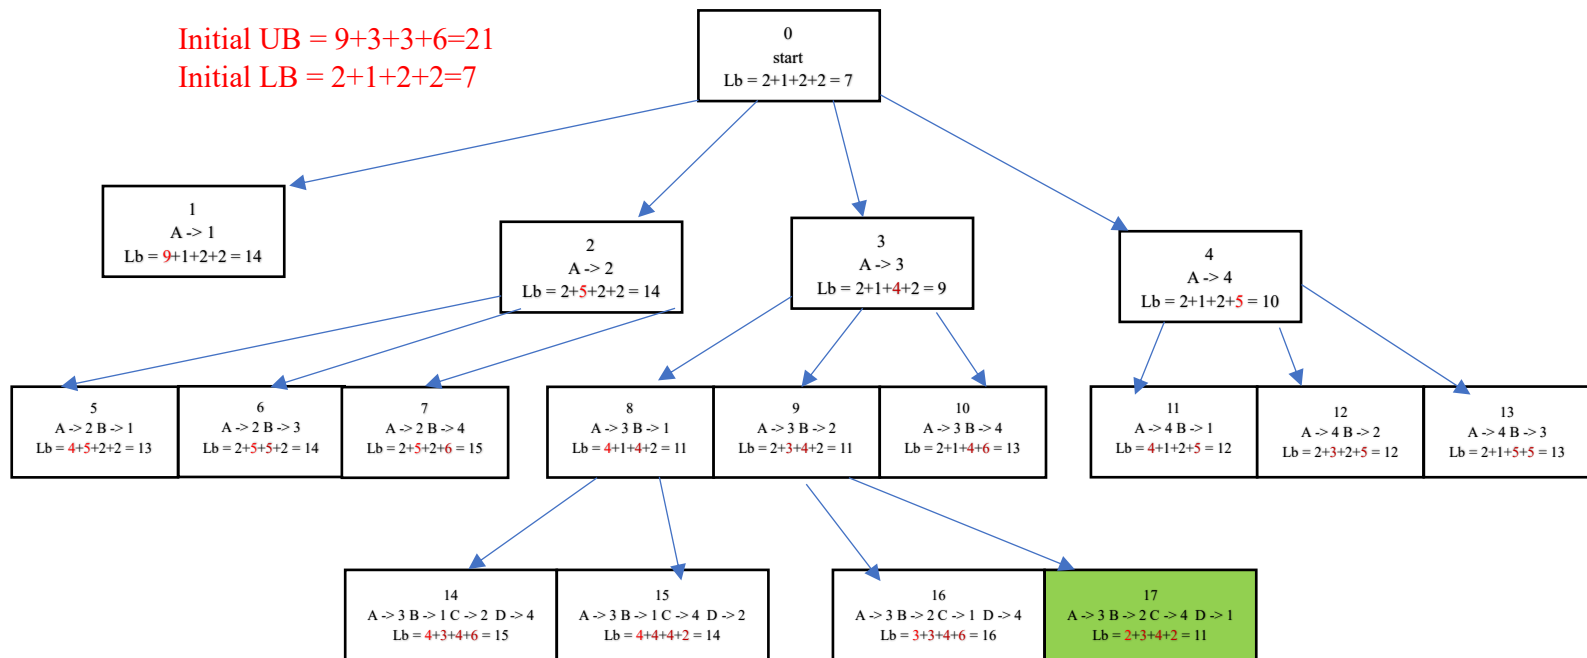 Initial UB = 9+3+3+6=21
Initial LB = 2+1+2+2=7
0
start
Lb = 2+1+2+2 = 7
1
A -> 1
Lb = 9+1+2+2 = 14
2
A -> 2
Lb = 2+5+2+2 = 14
3
A -> 3
Lb = 2+1+4+2 = 9
4
A -> 4
Lb = 2+1+2+5 = 10
5
A -> 2 B -> 1
Lb = 4+5+2+2 = 13
6
A -> 2 B -> 3
Lb = 2+5+5+2 = 14
7
A -> 2 B -> 4
Lb = 2+5+2+6 = 15
8
A -> 3 B -> 1
Lb = 4+1+4+2 = 11
9
A -> 3 B -> 2
Lb = 2+3+4+2 = 11
10
A -> 3 B -> 4
Lb = 2+1+4+6 = 13
11
A -> 4 B -> 1
Lb = 4+1+2+5 = 12
12
A -> 4 B -> 2
Lb = 2+3+2+5 = 12
13
A -> 4 B -> 3
Lb = 2+1+5+5 = 13
14
A -> 3 B -> 1 C -> 2 D -> 4
Lb = 4+3+4+6 = 15
15
A -> 3 B -> 1 C -> 4 D -> 2
Lb = 4+4+4+2 = 14
16
A -> 3 B -> 2 C -> 1 D -> 4
Lb = 3+3+4+6 = 16
17
A -> 3 B -> 2 C -> 4 D -> 1
Lb = 2+3+4+2 = 11